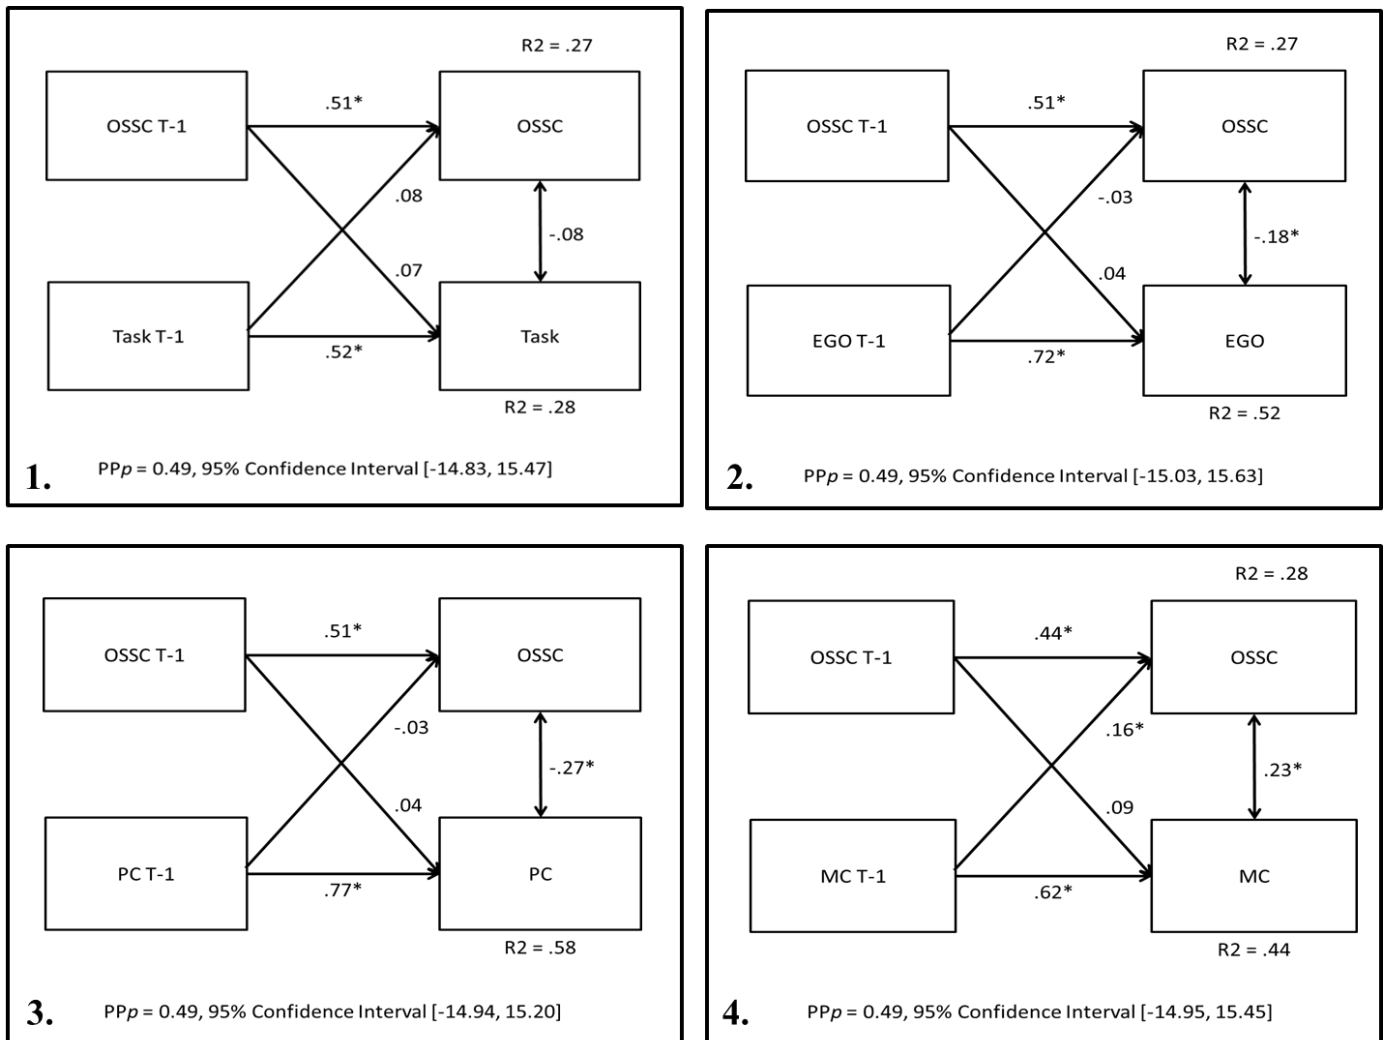 R2 = .27
OSSC T-1
.51*
OSSC
.08
-.08
.07
Task T-1
.52*
Task
R2 = .28
1.
PPp = 0.49, 95% Confidence Interval [-14.83, 15.47]
R2 = .27
OSSC T-1
.51*
OSSC
-.03
-.18*
.04
EGO T-1
.72*
EGO
R2 = .52
2.
PPp = 0.49, 95% Confidence Interval [-15.03, 15.63]
OSSC T-1
.51*
OSSC
-.03
-.27*
.04
PC T-1
.77*
PC
R2 = .58
3.
PPp = 0.49, 95% Confidence Interval [-14.94, 15.20]
R2 = .28
OSSC T-1
.44*
OSSC
.16*
.23*
.09
MC T-1
.62*
MC
R2 = .44
4.
PPp = 0.49, 95% Confidence Interval [-14.95, 15.45]